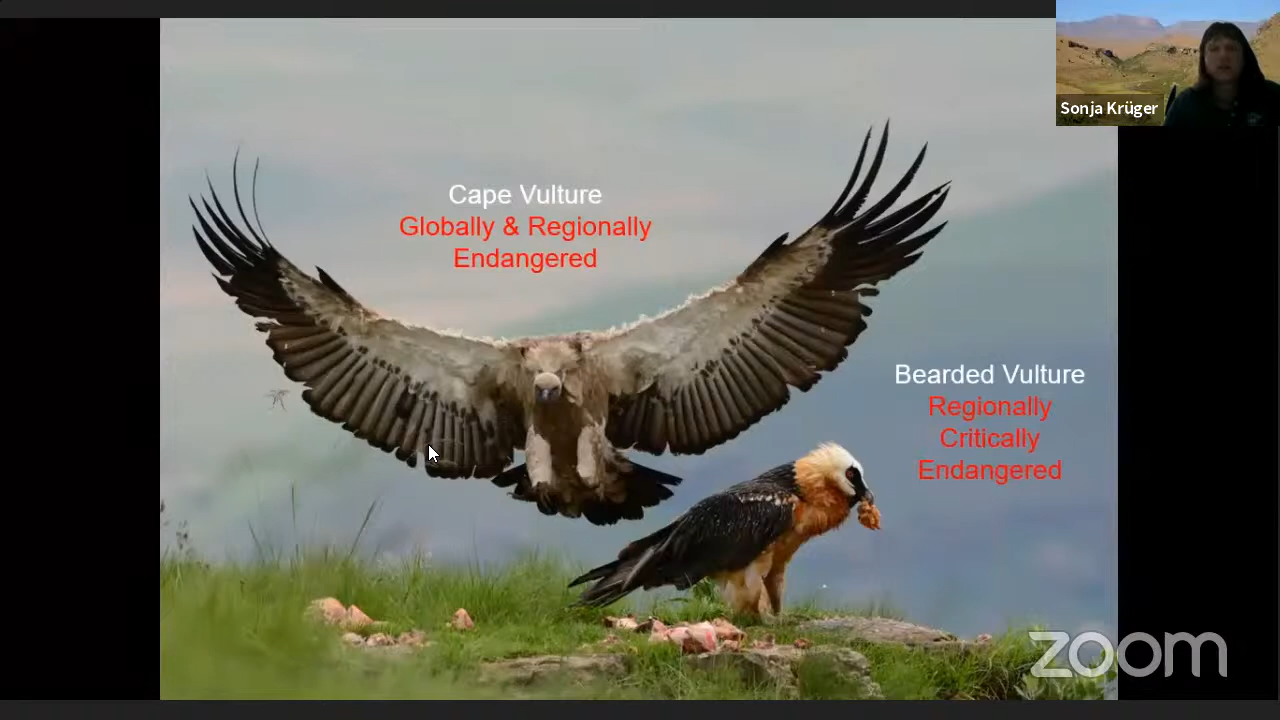 Sonja Krüger
Cape Vulture
Globally & Regionally
Endangered
Bearded Vulture
Regionally
Critically
Endangered
zoom